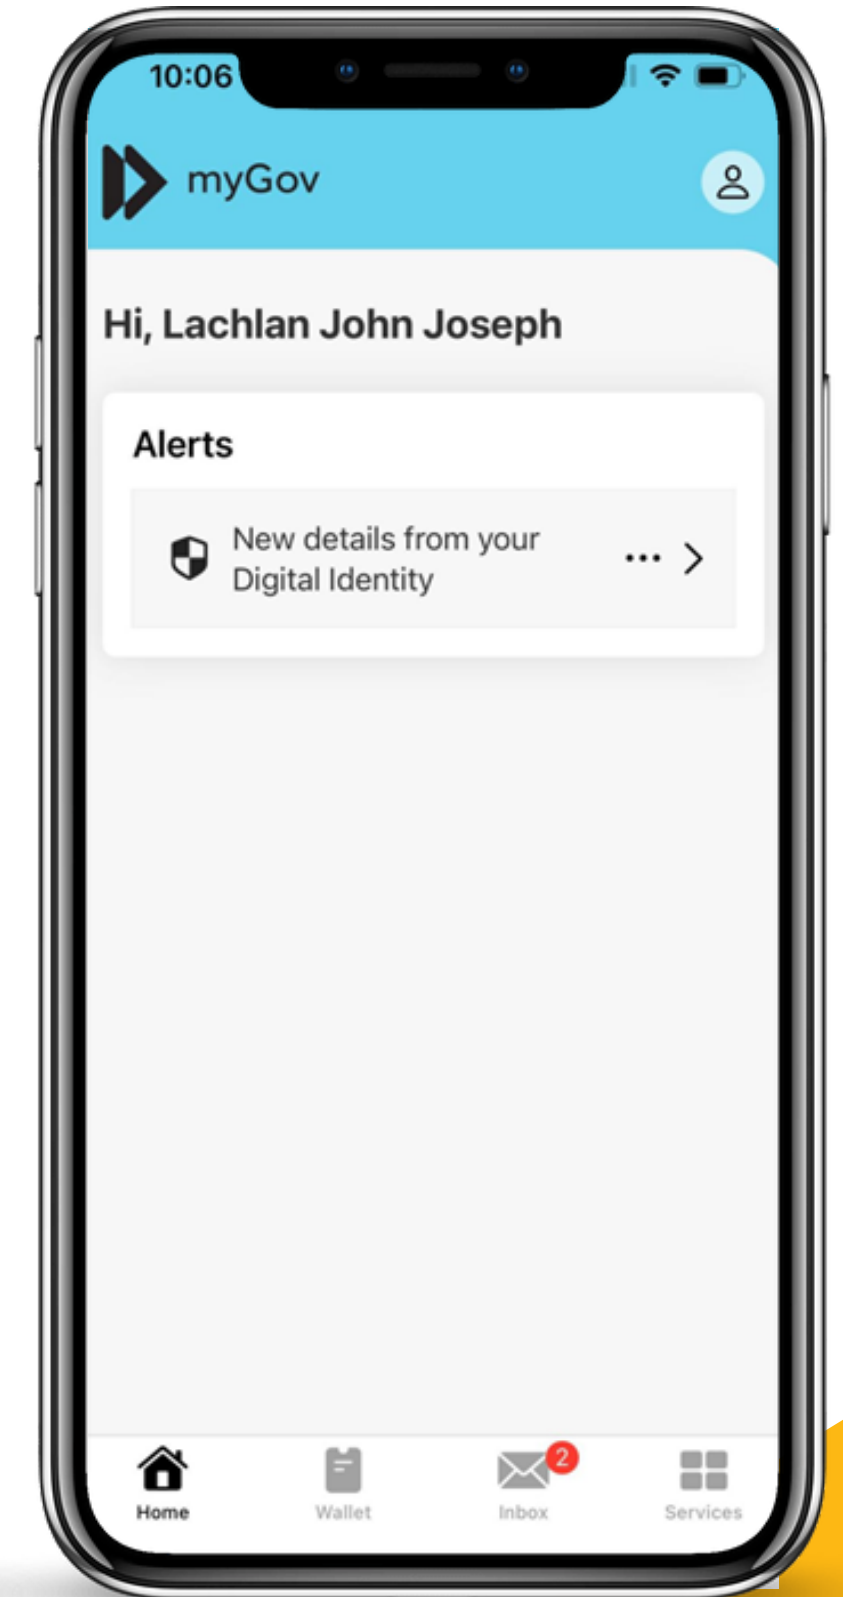 10:06
myGov
Hi, Lachlan John Joseph
Alerts
New details from your
Digital Identity
2
Home
Wallet
Inbox
Services